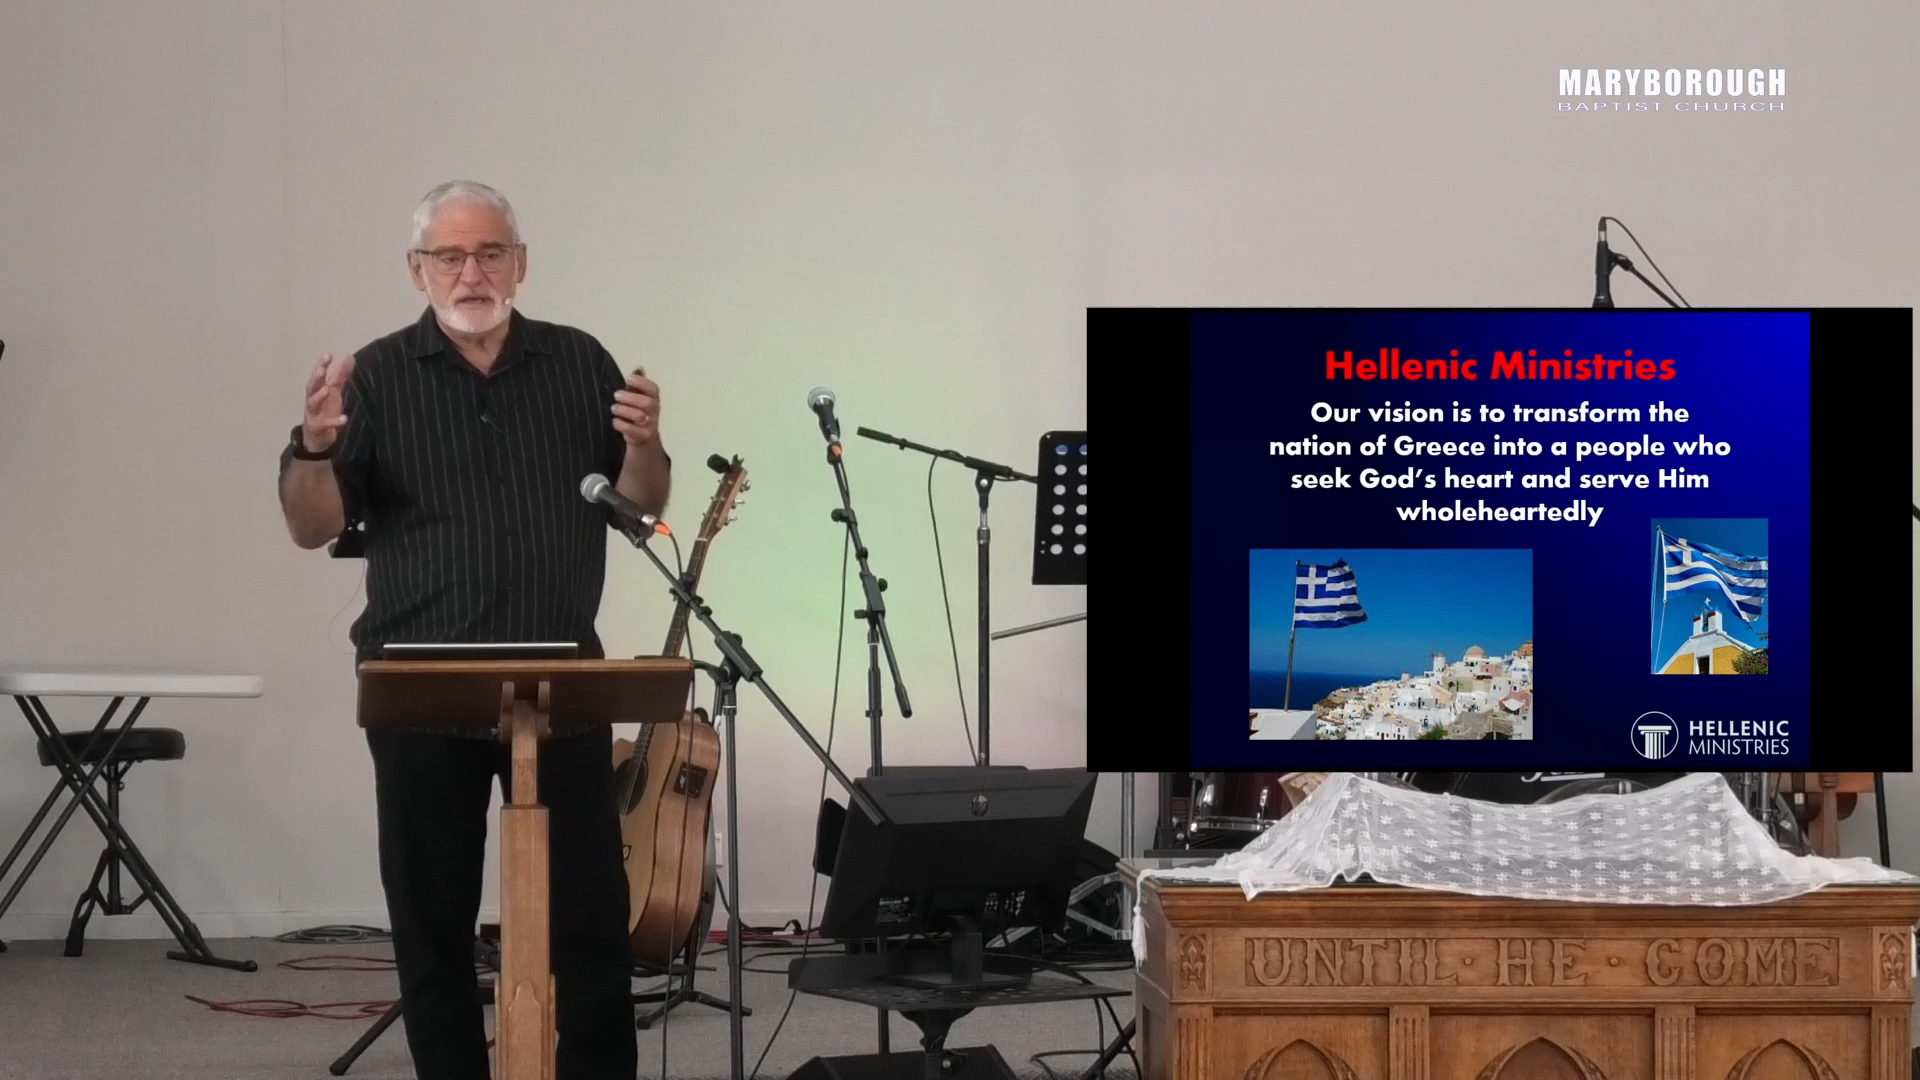 MARYBOROUGH
BAPTIST CHURCH
Hellenic Ministries
Our vision is to transform the
nation of Greece into a people who
seek God's heart and serve Him
wholeheartedly
HELLENIC
MINISTRIES
hp
UNTIL · HE · COME